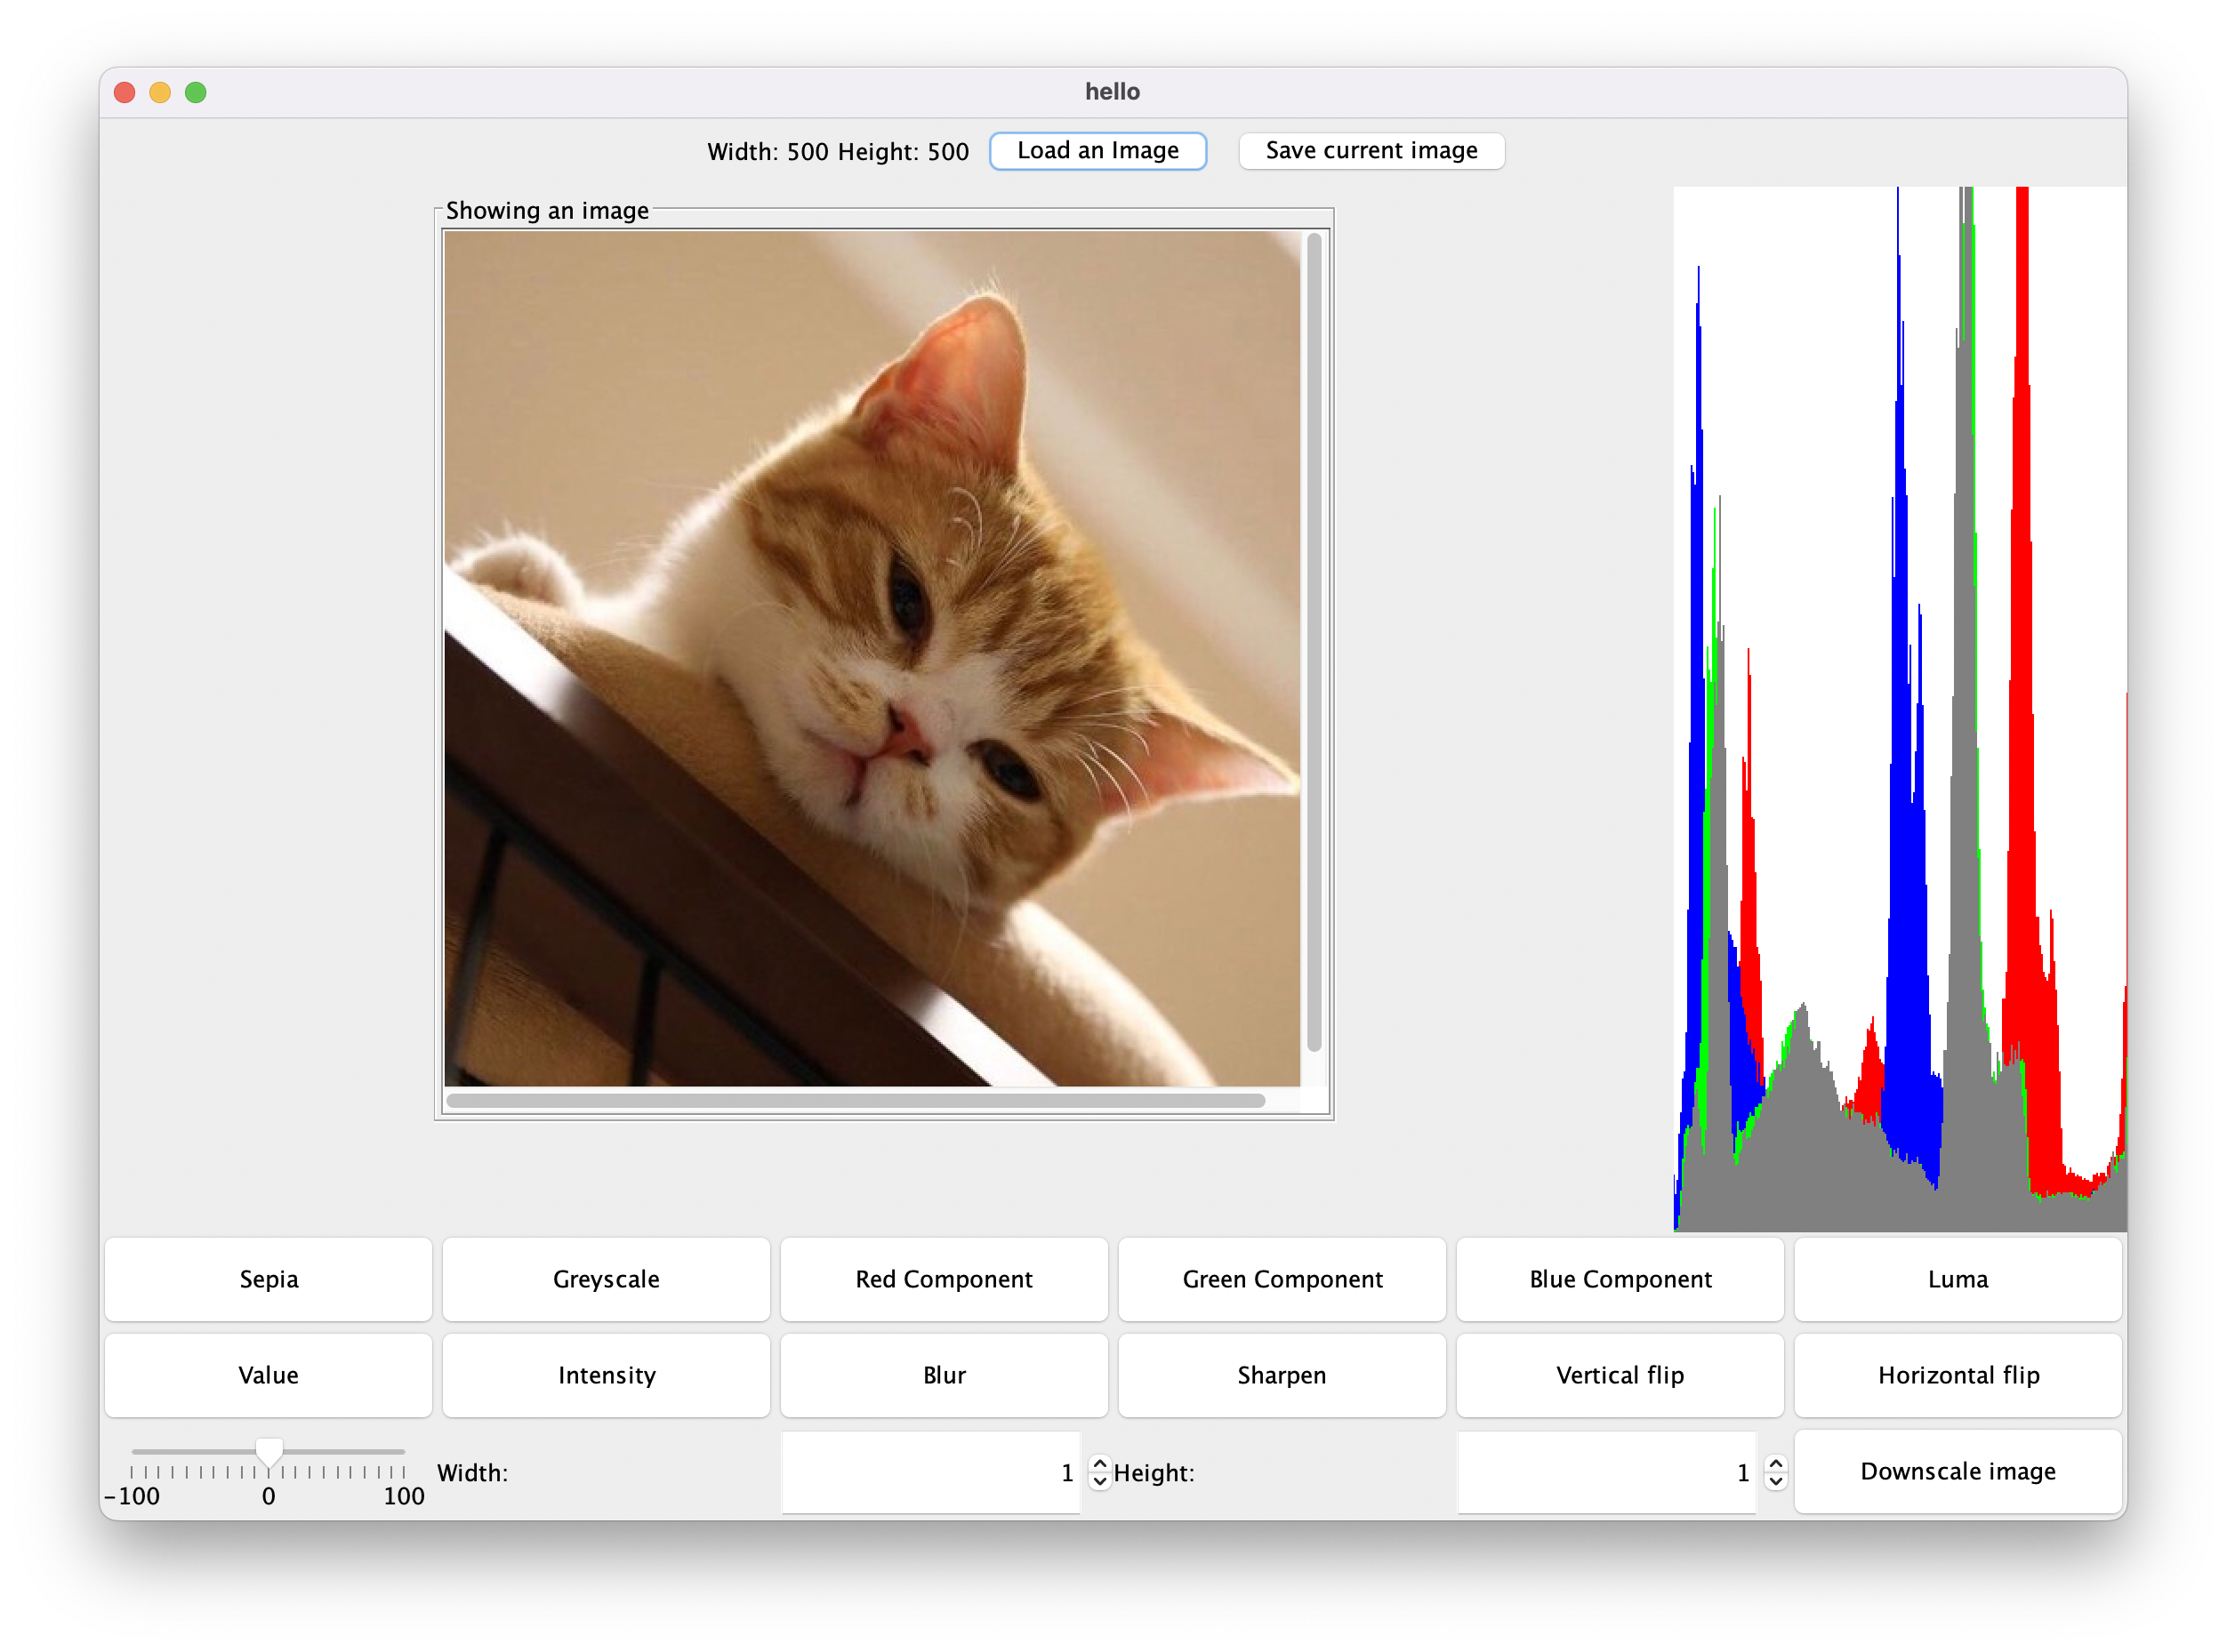 hello
Width: 500 Height: 500 Load an Image Save current image
Showing an image
Sepia Greyscale Red Component Green Component Blue Component Luma
Value Intensity Blur Sharpen Vertical flip Horizontal flip
Width: 1 Height: 1 Downscale image
-100 0 100